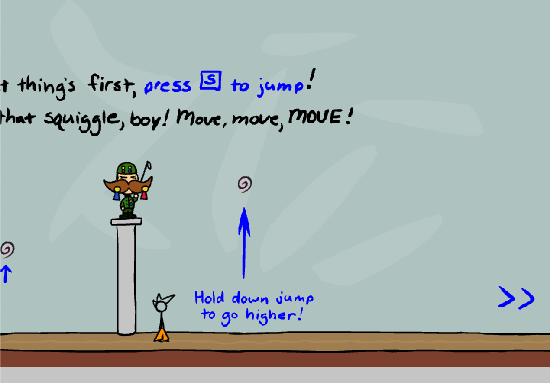 t thing's first, press S to jump!
that squiggle, boy! Move, move, MOVE!
Hold down jump
to go higher!
>>